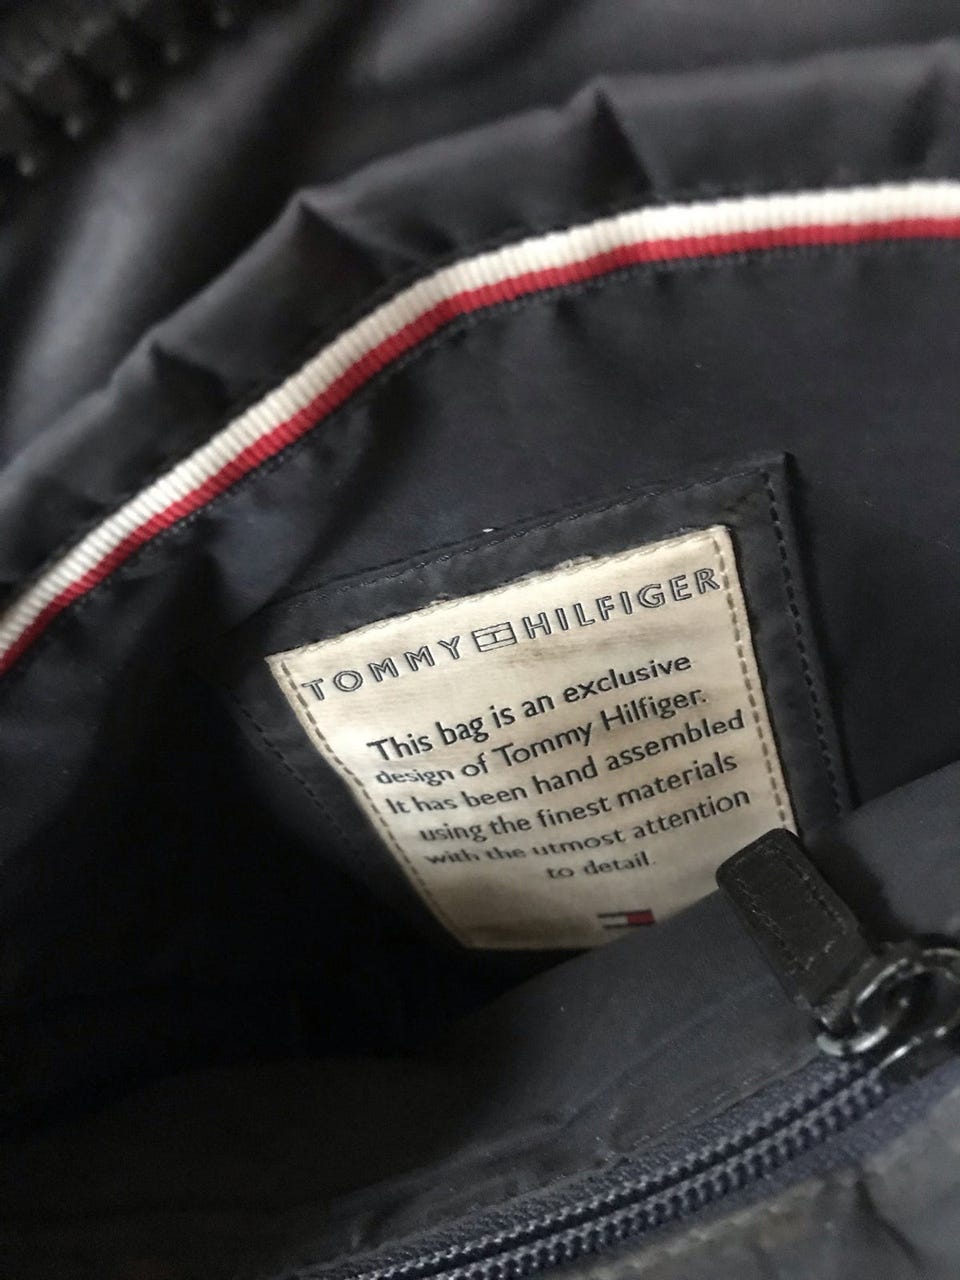 TOMMY HILFIGER
This bag is an exclusive
design of Tommy Hilfiger.
It has been hand assembled
using the finest materials
with the utmost attention
to detail.